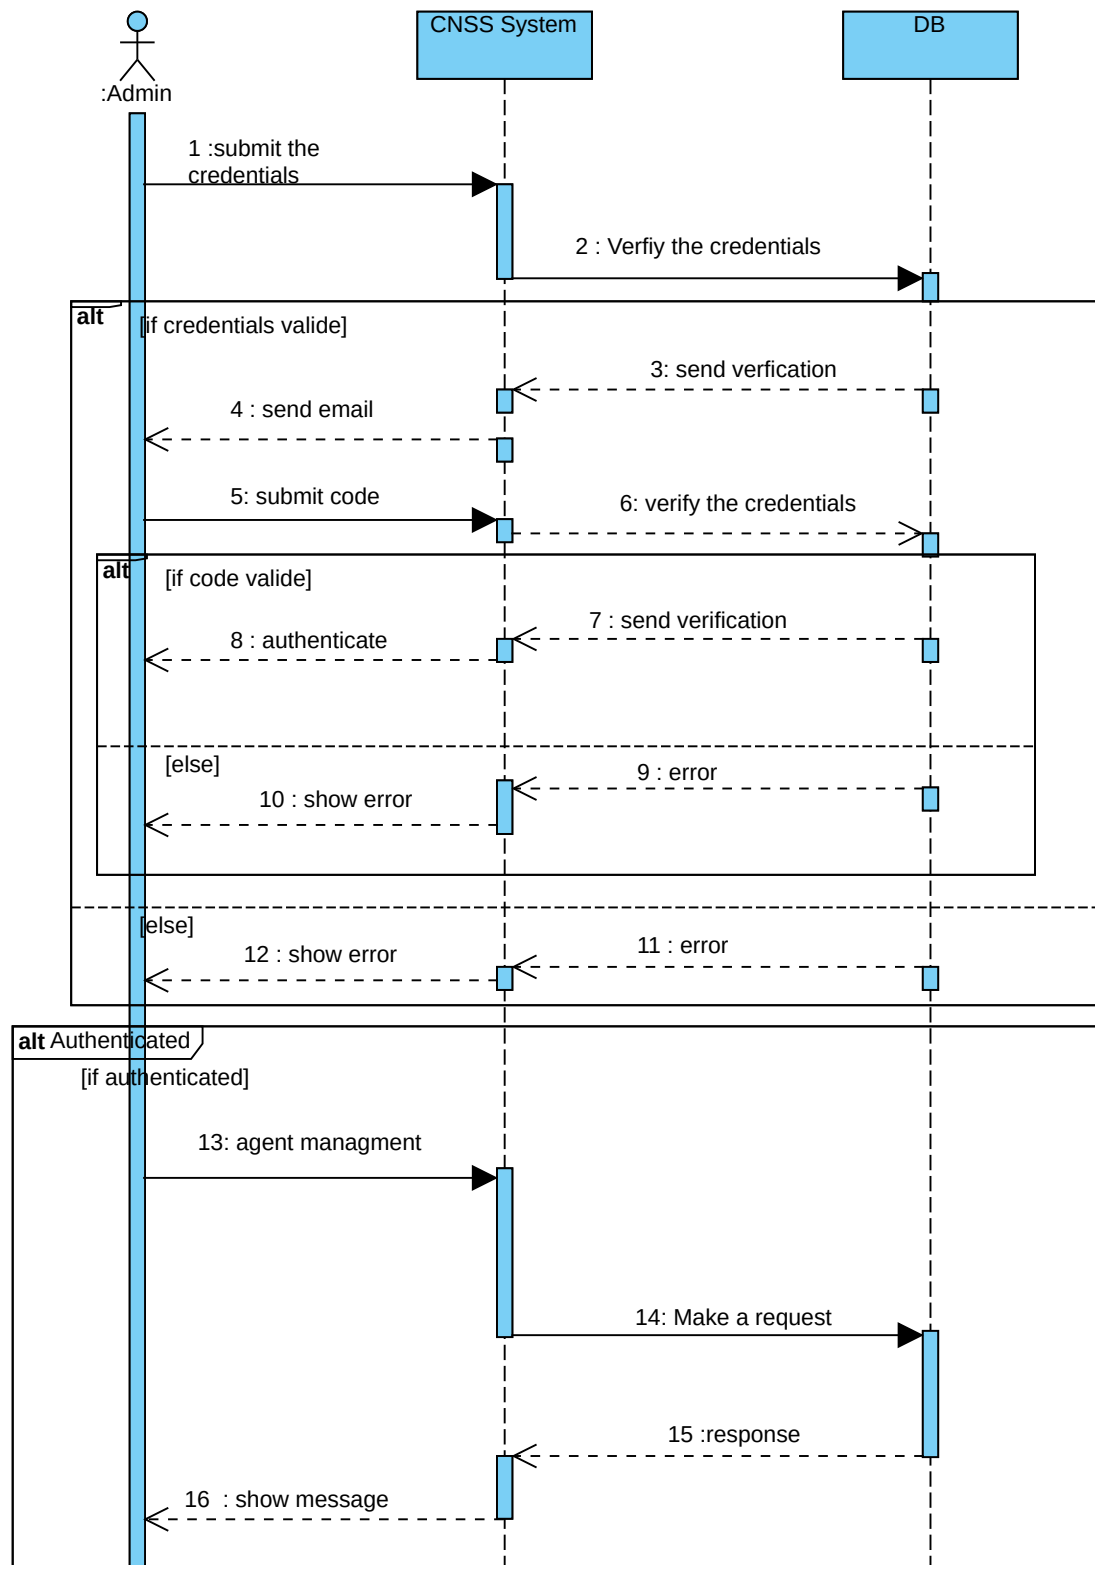 CNSS System
DB
:Admin
1 :submit the
credentials
2 : Verfiy the credentials
alt
[if credentials valide]
3: send verfication
4 : send email
5: submit code
6: verify the credentials
alt
[if code valide]
7 : send verification
8 : authenticate
[else]
9 : error
10 : show error
[else]
11 : error
12 : show error
alt Authenticated
[if authenticated]
13: agent managment
14: Make a request
15 :response
16  : show message